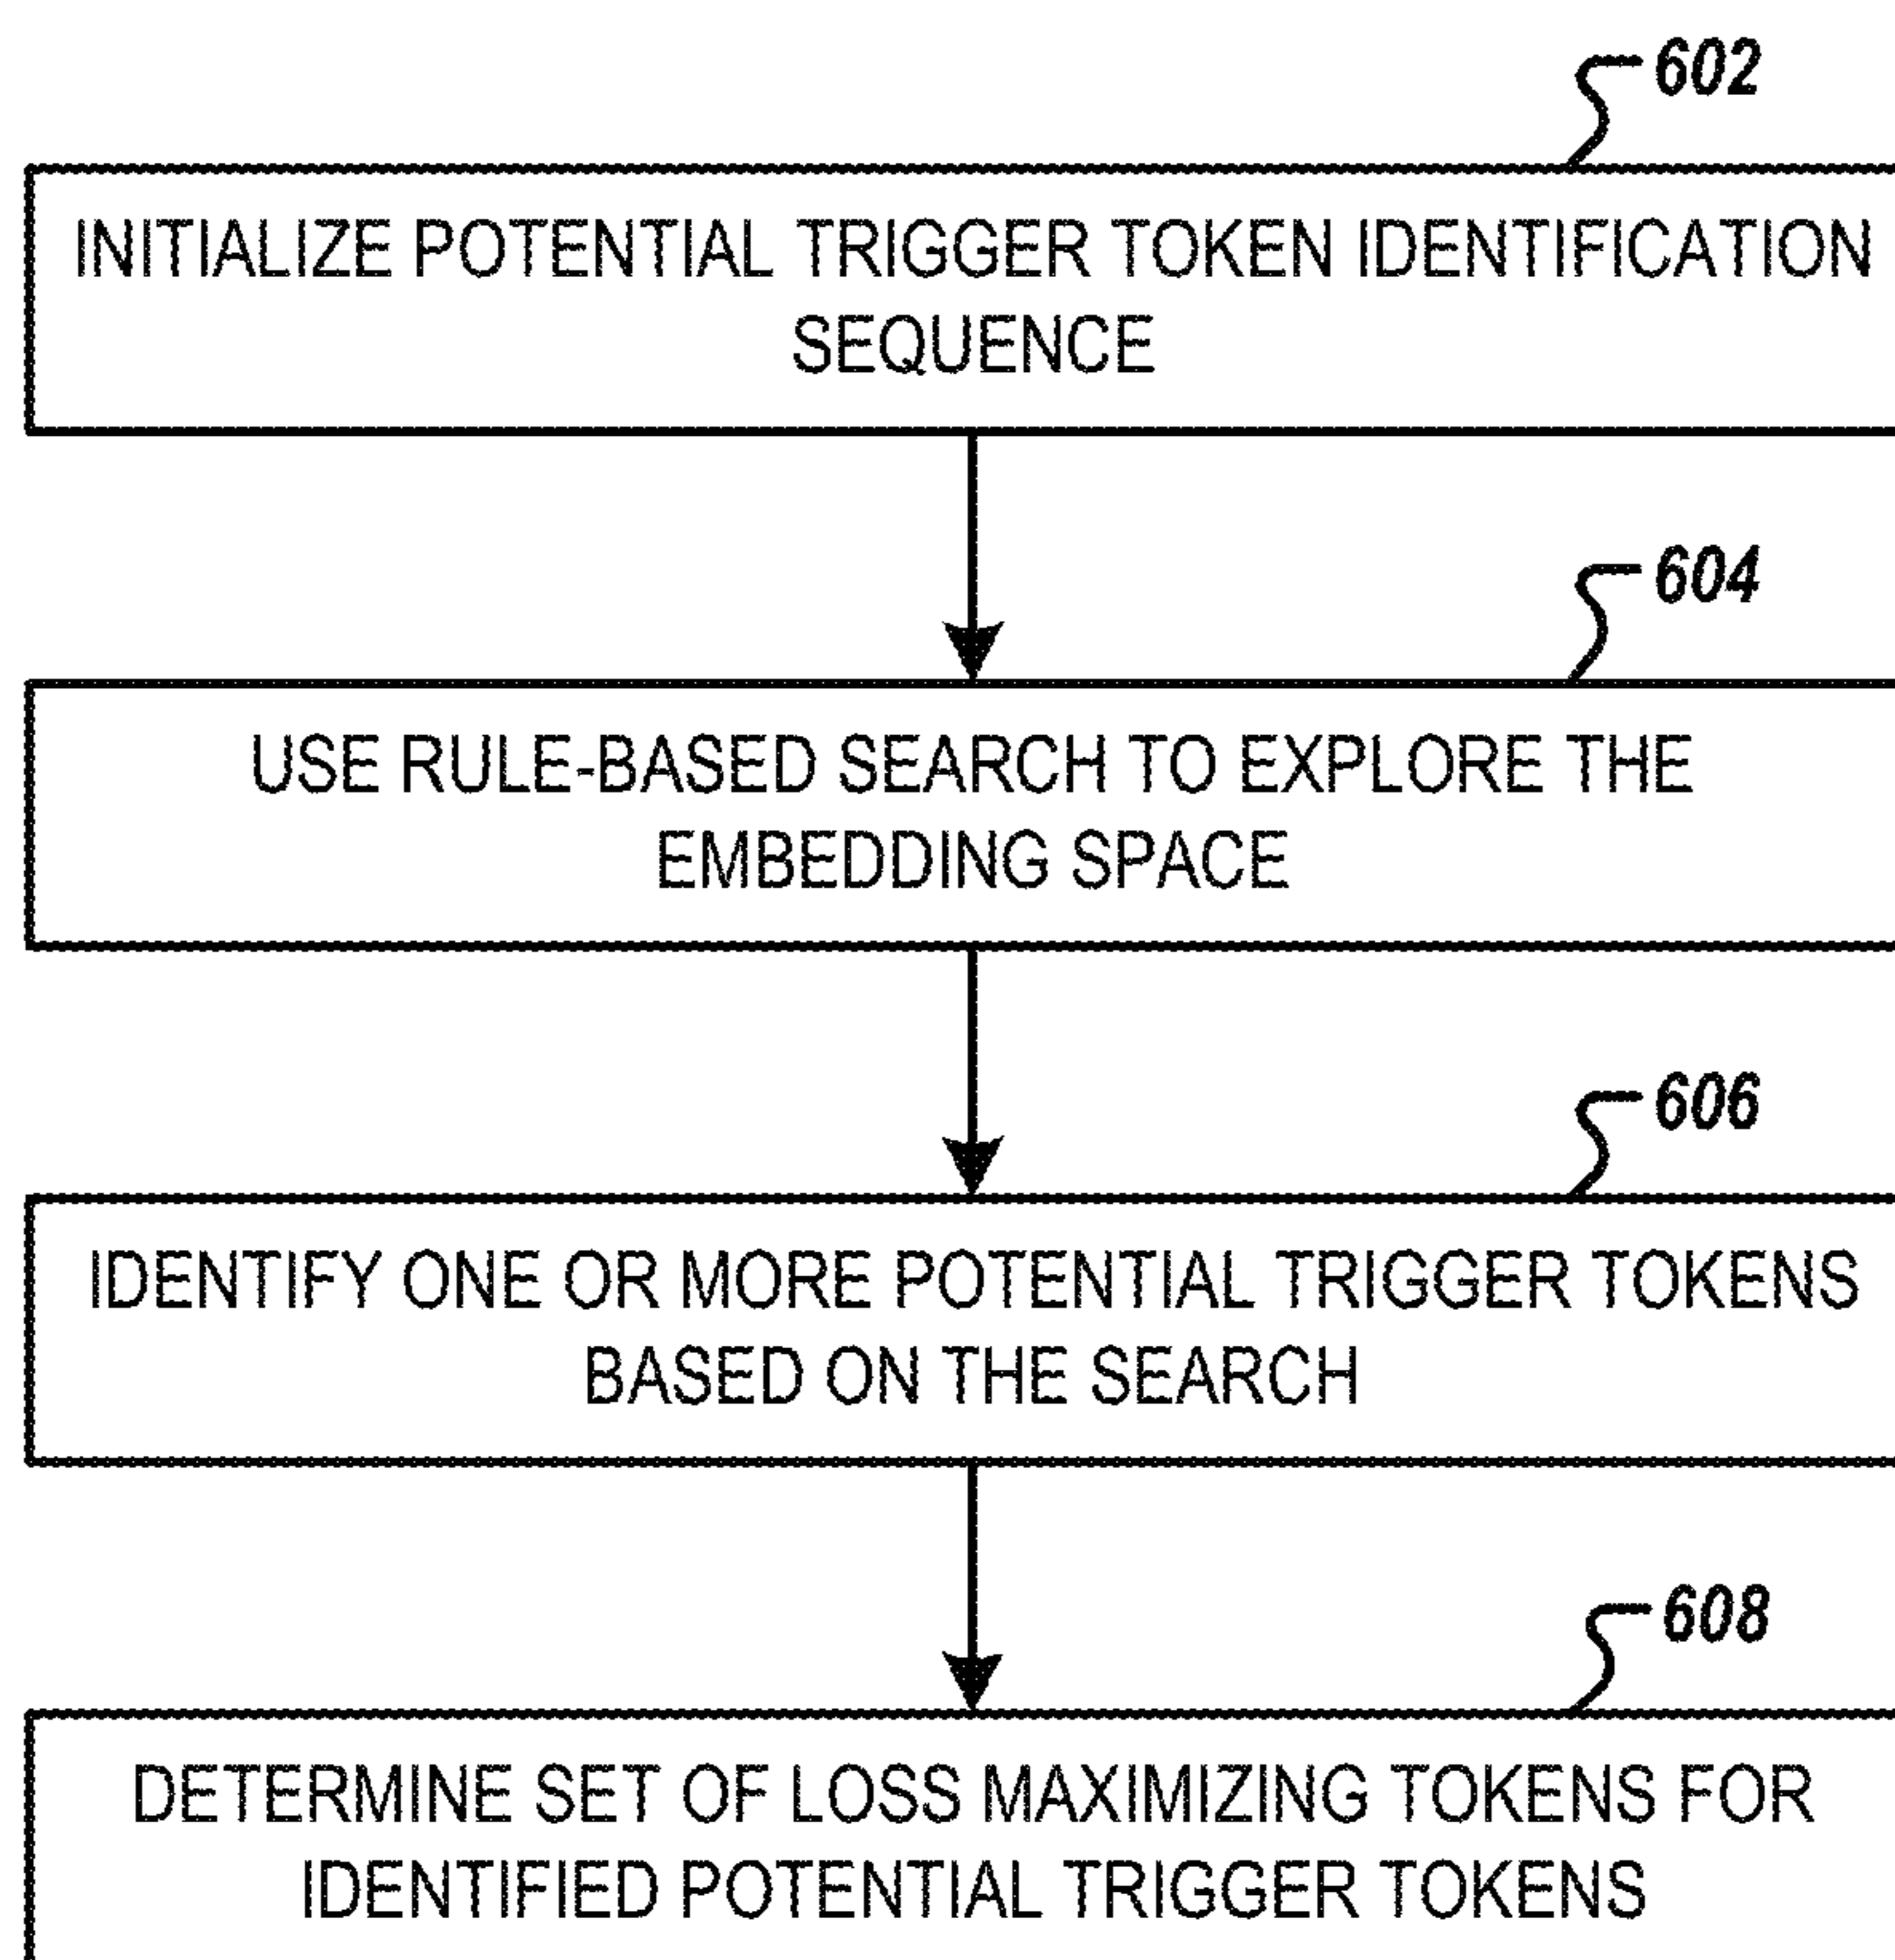 602
INITIALIZE POTENTIAL TRIGGER TOKEN IDENTIFICATION
SEQUENCE
604
USE RULE-BASED SEARCH TO EXPLORE THE
EMBEDDING SPACE
606
IDENTIFY ONE OR MORE POTENTIAL TRIGGER TOKENS
BASED ON THE SEARCH
608
DETERMINE SET OF LOSS MAXIMIZING TOKENS FOR
IDENTIFIED POTENTIAL TRIGGER TOKENS